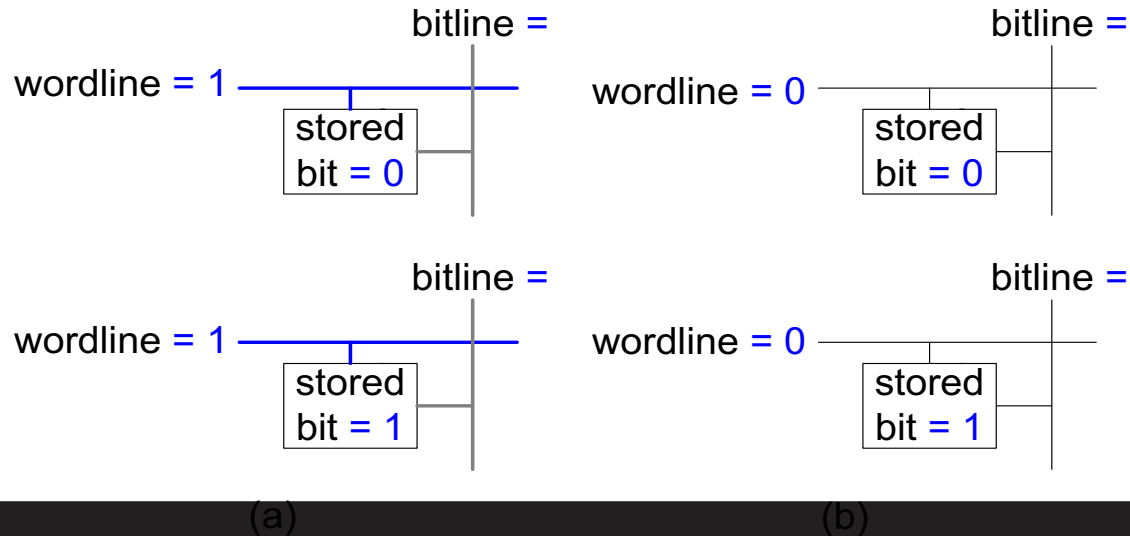 bitline =
wordline = 1
stored
bit = 0
bitline =
wordline = 0
stored
bit = 0
bitline =
wordline = 1
stored
bit = 1
bitline =
wordline = 0
stored
bit = 1
(a)
(b)